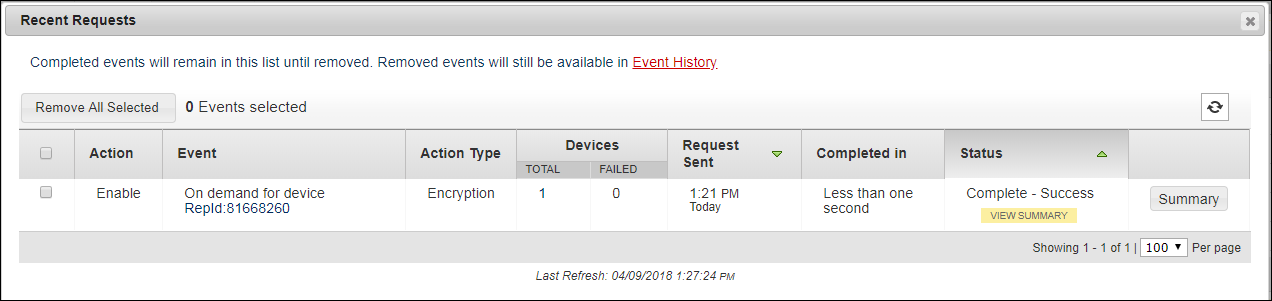 Recent Requests
Completed events will remain in this list until removed. Removed events will still be available in Event History
Remove All Selected 0 Events selected
Action Event Action Type Devices TOTAL FAILED Request Sent Completed in Status
Enable On demand for device RepId:81668260 Encryption 1 0 1:21 PM Today Less than one second Complete - Success VIEW SUMMARY Summary
Showing 1 - 1 of 1 | 100 Per page
Last Refresh: 04/09/2018 1:27:24 PM